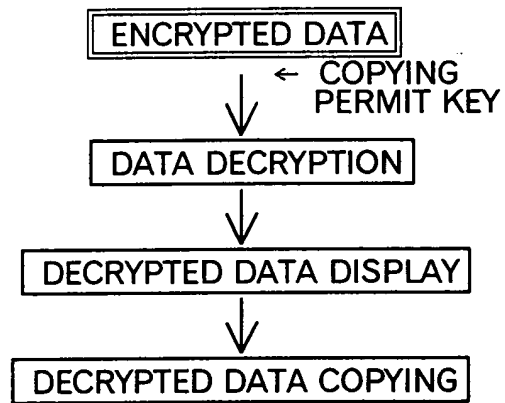 ENCRYPTED DATA
← COPYING
PERMIT KEY
DATA DECRYPTION
DECRYPTED DATA DISPLAY
DECRYPTED DATA COPYING